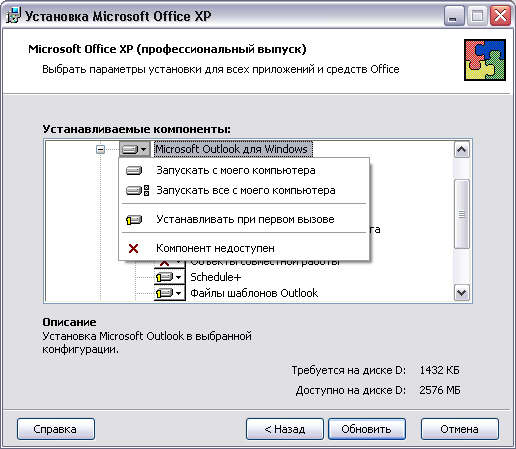 Установка Microsoft Office XP
Microsoft Office XP (профессиональный выпуск)
Выбрать параметры установки для всех приложений и средств Office
Устанавливаемые компоненты:
Microsoft Outlook для Windows
Запускать с моего компьютера
Запускать все с моего компьютера
Устанавливать при первом вызове
Компонент недоступен
Объекты совместной работы
Schedule+
Файлы шаблонов Outlook
Описание
Установка Microsoft Outlook в выбранной
конфигурации.
Требуется на диске D: 1432 КБ
Доступно на диске D: 2576 МБ
Справка
< Назад
Обновить
Отмена